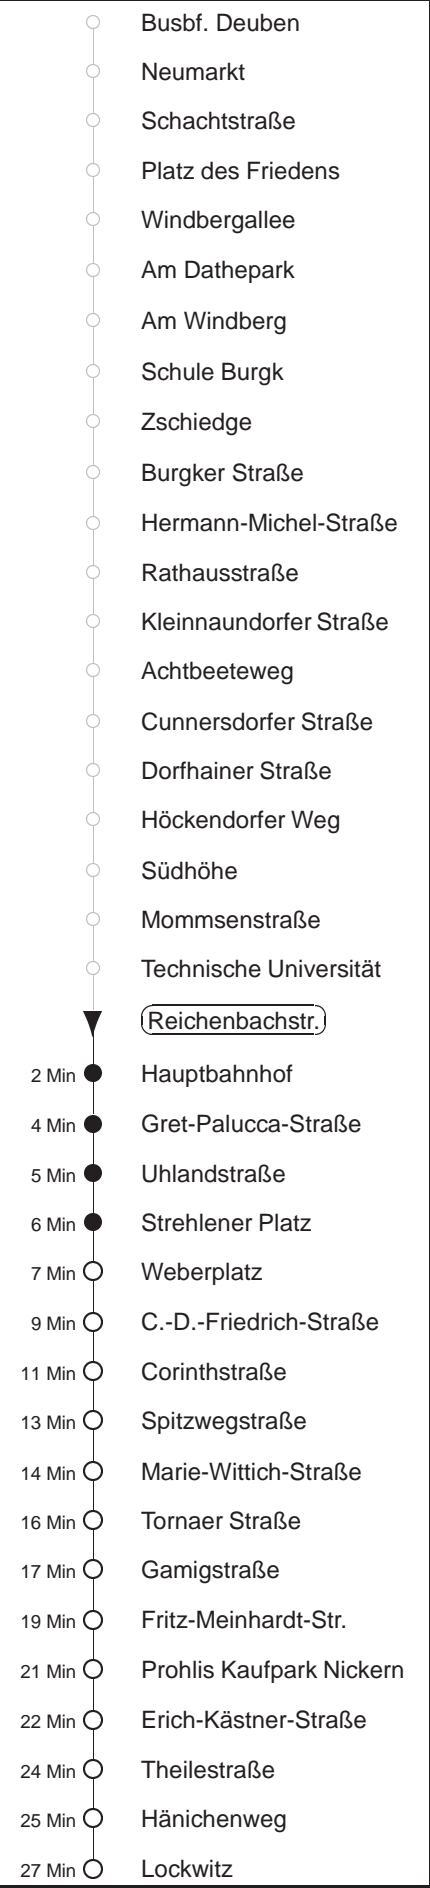 Busbf. Deuben
Neumarkt
Schachtstraße
Platz des Friedens
Windbergallee
Am Dathepark
Am Windberg
Schule Burgk
Zschiedge
Burgker Straße
Hermann-Michel-Straße
Rathausstraße
Kleinnaundorfer Straße
Achtbeeteweg
Cunnersdorfer Straße
Dorfhainer Straße
Höckendorfer Weg
Südhöhe
Mommsenstraße
Technische Universität
Reichenbachstr.
2 Min Hauptbahnhof
4 Min Gret-Palucca-Straße
5 Min Uhlandstraße
6 Min Strehlener Platz
7 Min Weberplatz
9 Min C.-D.-Friedrich-Straße
11 Min Corinthstraße
13 Min Spitzwegstraße
14 Min Marie-Wittich-Straße
16 Min Tornaer Straße
17 Min Gamigstraße
19 Min Fritz-Meinhardt-Str.
21 Min Prohlis Kaufpark Nickern
22 Min Erich-Kästner-Straße
24 Min Theilestraße
25 Min Hänichenweg
27 Min Lockwitz